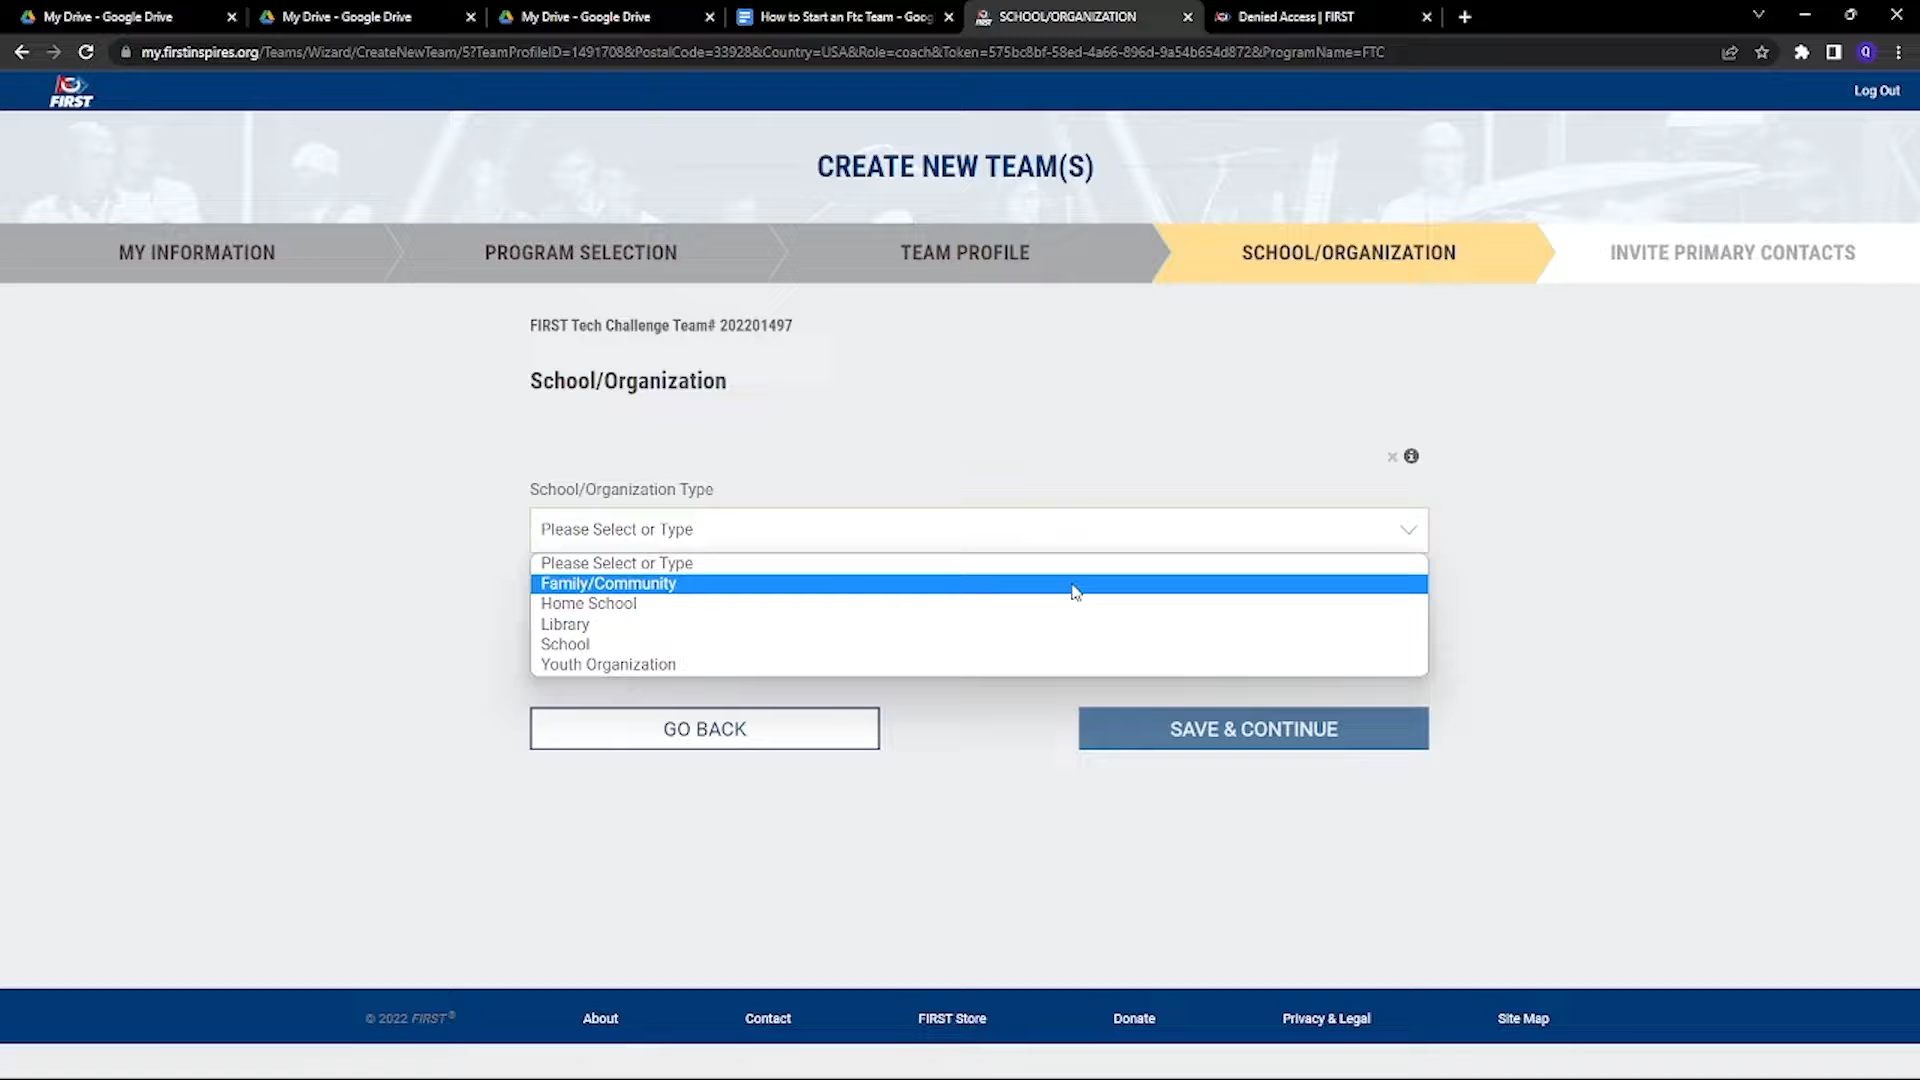 My Drive - Google Drive
My Drive - Google Drive
My Drive - Google Drive
How to Start an Ftc Team - Goog
SCHOOL/ORGANIZATION
Denied Access | FIRST
my.firstinspires.org/Teams/Wizard/CreateNewTeam/5?TeamProfileID=1491708&PostalCode=33928&Country=USA&Role=coach&Token=575bc8bf-58ed-4a66-896d-9a54b654d872&ProgramName=FTC
FIRST
Log Out
CREATE NEW TEAM(S)
MY INFORMATION
PROGRAM SELECTION
TEAM PROFILE
SCHOOL/ORGANIZATION
INVITE PRIMARY CONTACTS
FIRST Tech Challenge Team# 202201497
School/Organization
School/Organization Type
Please Select or Type
Please Select or Type
Family/Community
Home School
Library
School
Youth Organization
GO BACK
SAVE & CONTINUE
© 2022 FIRST®
About
Contact
FIRST Store
Donate
Privacy & Legal
Site Map